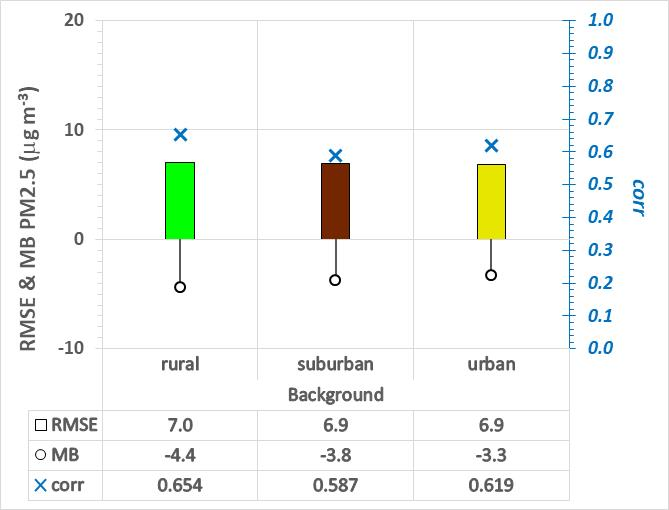 RMSE & MB PM2.5 (μg m-3)
20
10
0
-10
1.0
0.9
0.8
0.7
0.6
0.5
0.4
0.3
0.2
0.1
0.0
corr
rural suburban urban
Background
RMSE 7.0 6.9 6.9
MB -4.4 -3.8 -3.3
corr 0.654 0.587 0.619